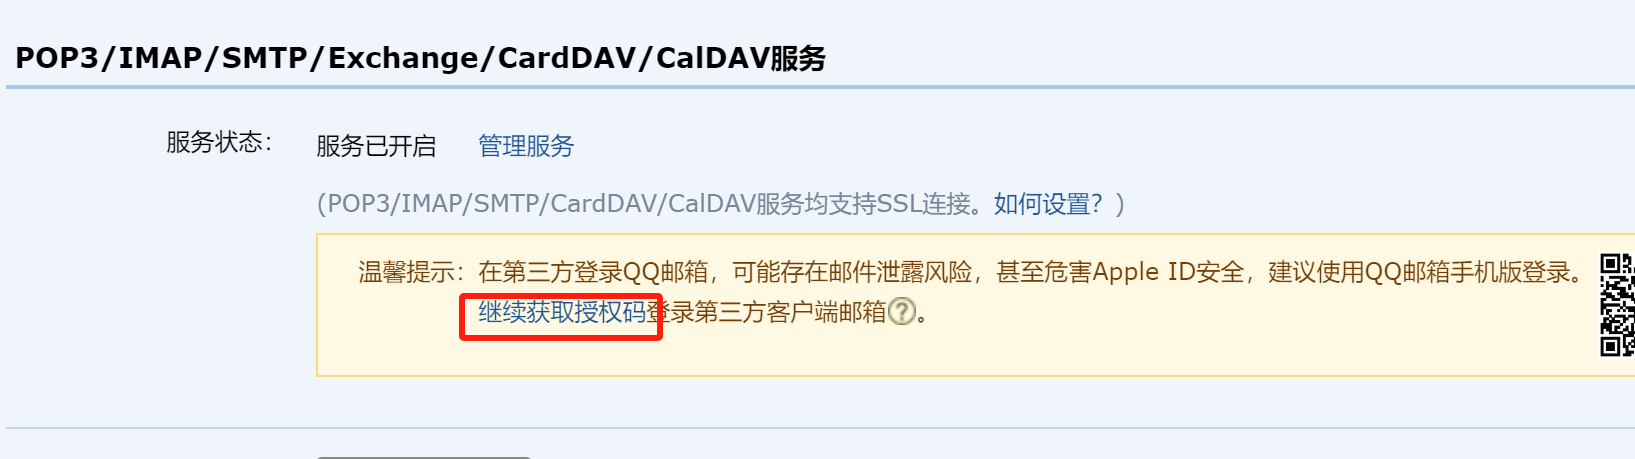 POP3/IMAP/SMTP/Exchange/CardDAV/CalDAV服务
服务状态： 服务已开启 管理服务
(POP3/IMAP/SMTP/CardDAV/CalDAV服务均支持SSL连接。如何设置？)
温馨提示：在第三方登录QQ邮箱，可能存在邮件泄露风险，甚至危害Apple ID安全，建议使用QQ邮箱手机版登录。
继续获取授权码登录第三方客户端邮箱?。